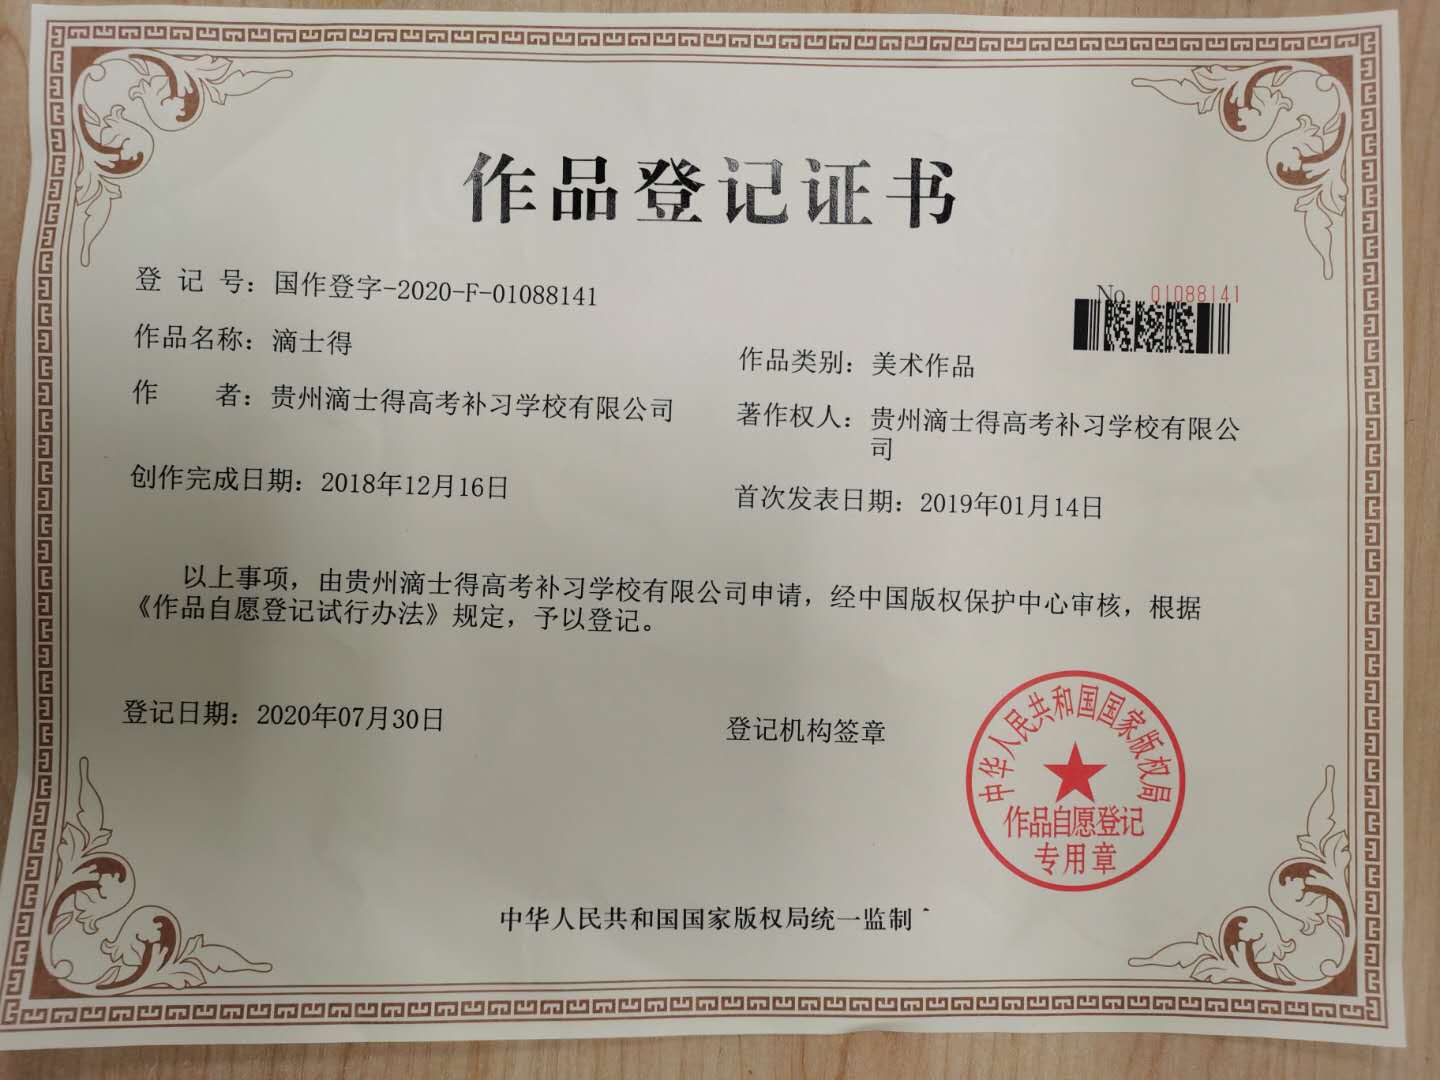 作品登记证书
登 记 号：国作登字-2020-F-01088141
No. 01088141
作品名称：滴士得
作品类别：美术作品
作 者：贵州滴士得高考补习学校有限公司
著作权人：贵州滴士得高考补习学校有限公
司
创作完成日期：2018年12月16日
首次发表日期：2019年01月14日
以上事项，由贵州滴士得高考补习学校有限公司申请，经中国版权保护中心审核，根据
《作品自愿登记试行办法》规定，予以登记。
登记日期：2020年07月30日
登记机构签章
中华人民共和国国家版权局
作品自愿登记
专用章
中华人民共和国国家版权局统一监制